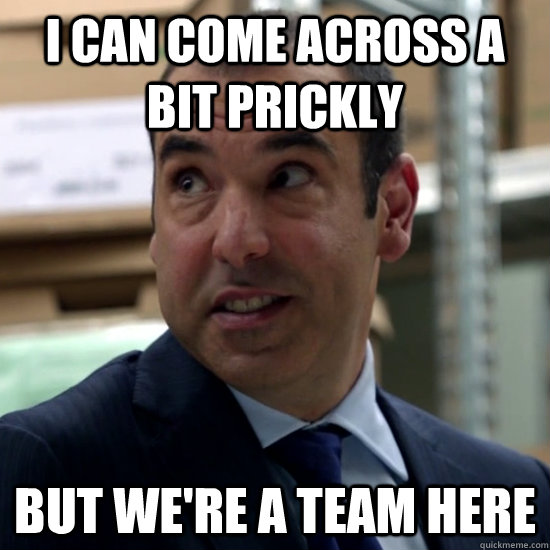 I CAN COME ACROSS A
BIT PRICKLY
BUT WE'RE A TEAM HERE
quickmeme.com